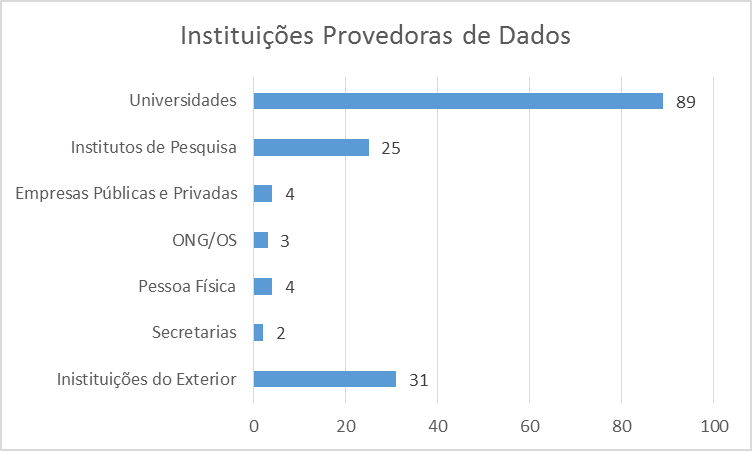 Instituições Provedoras de Dados
Universidades 89
Institutos de Pesquisa 25
Empresas Públicas e Privadas 4
ONG/OS 3
Pessoa Física 4
Secretarias 2
Inistituições do Exterior 31
0 20 40 60 80 100